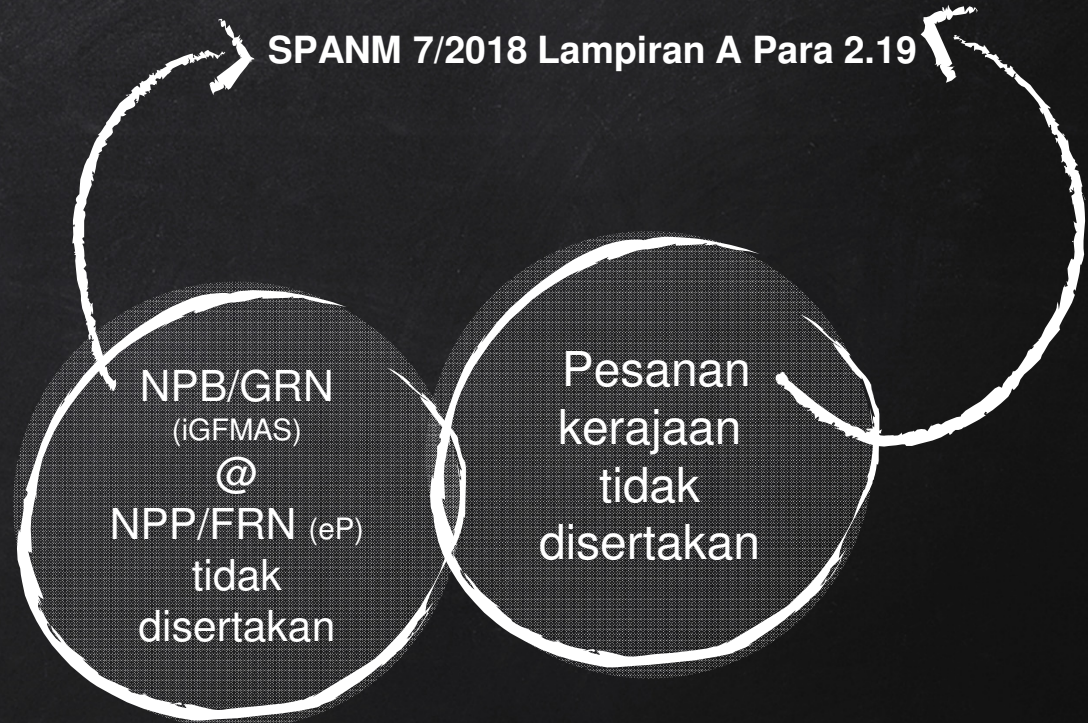 SPANM 7/2018 Lampiran A Para 2.19
NPB/GRN
(iGFMAS)
@
NPP/FRN (eP)
tidak
disertakan
Pesanan
kerajaan
tidak
disertakan